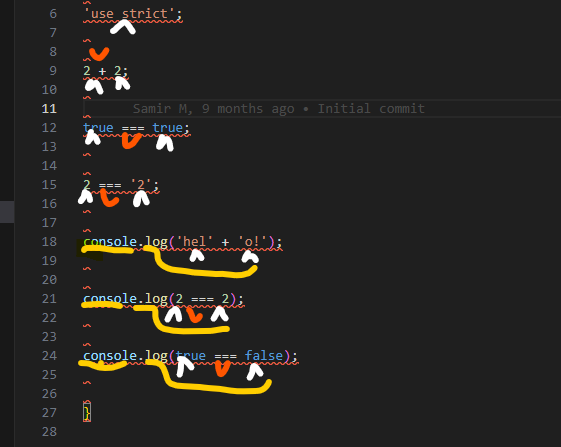 6 'use strict';
7
8
9 2 + 2;
10
11 Samir M, 9 months ago • Initial commit
12 true === true;
13
14
15 2 === '2';
16
17
18 console.log('hel' + 'o!');
19
20
21 console.log(2 === 2);
22
23
24 console.log(true === false);
25
26
27 }
28